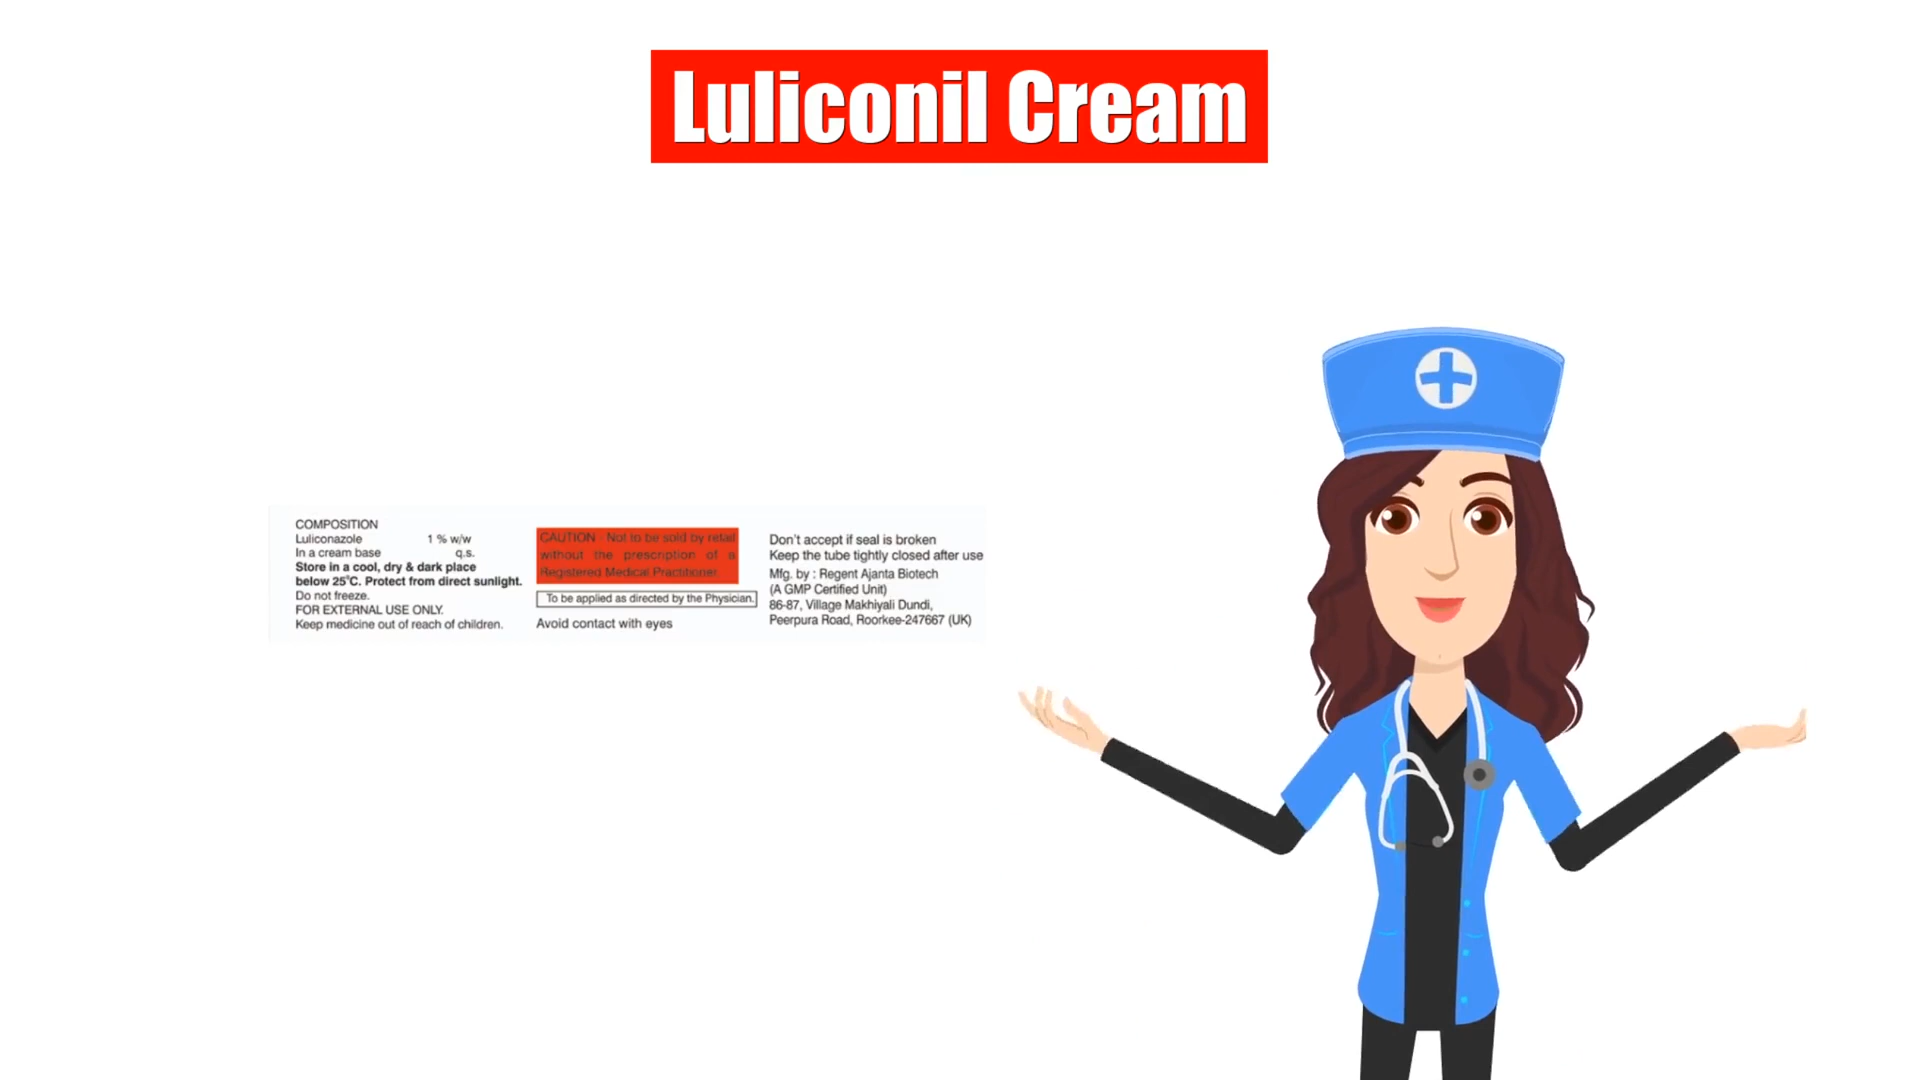 Luliconil Cream
COMPOSITION
Luliconazole 1 % w/w
In a cream base q.s.
Store in a cool, dry & dark place
below 25°C. Protect from direct sunlight.
Do not freeze.
FOR EXTERNAL USE ONLY.
Keep medicine out of reach of children.
CAUTION - Not to be sold by retail
without the prescription of a
Registered Medical Practitioner.
To be applied as directed by the Physician.
Avoid contact with eyes
Don't accept if seal is broken
Keep the tube tightly closed after use
Mfg. by : Regent Ajanta Biotech
(A GMP Certified Unit)
86-87, Village Makhiyali Dundi,
Peerpura Road, Roorkee-247667 (UK)